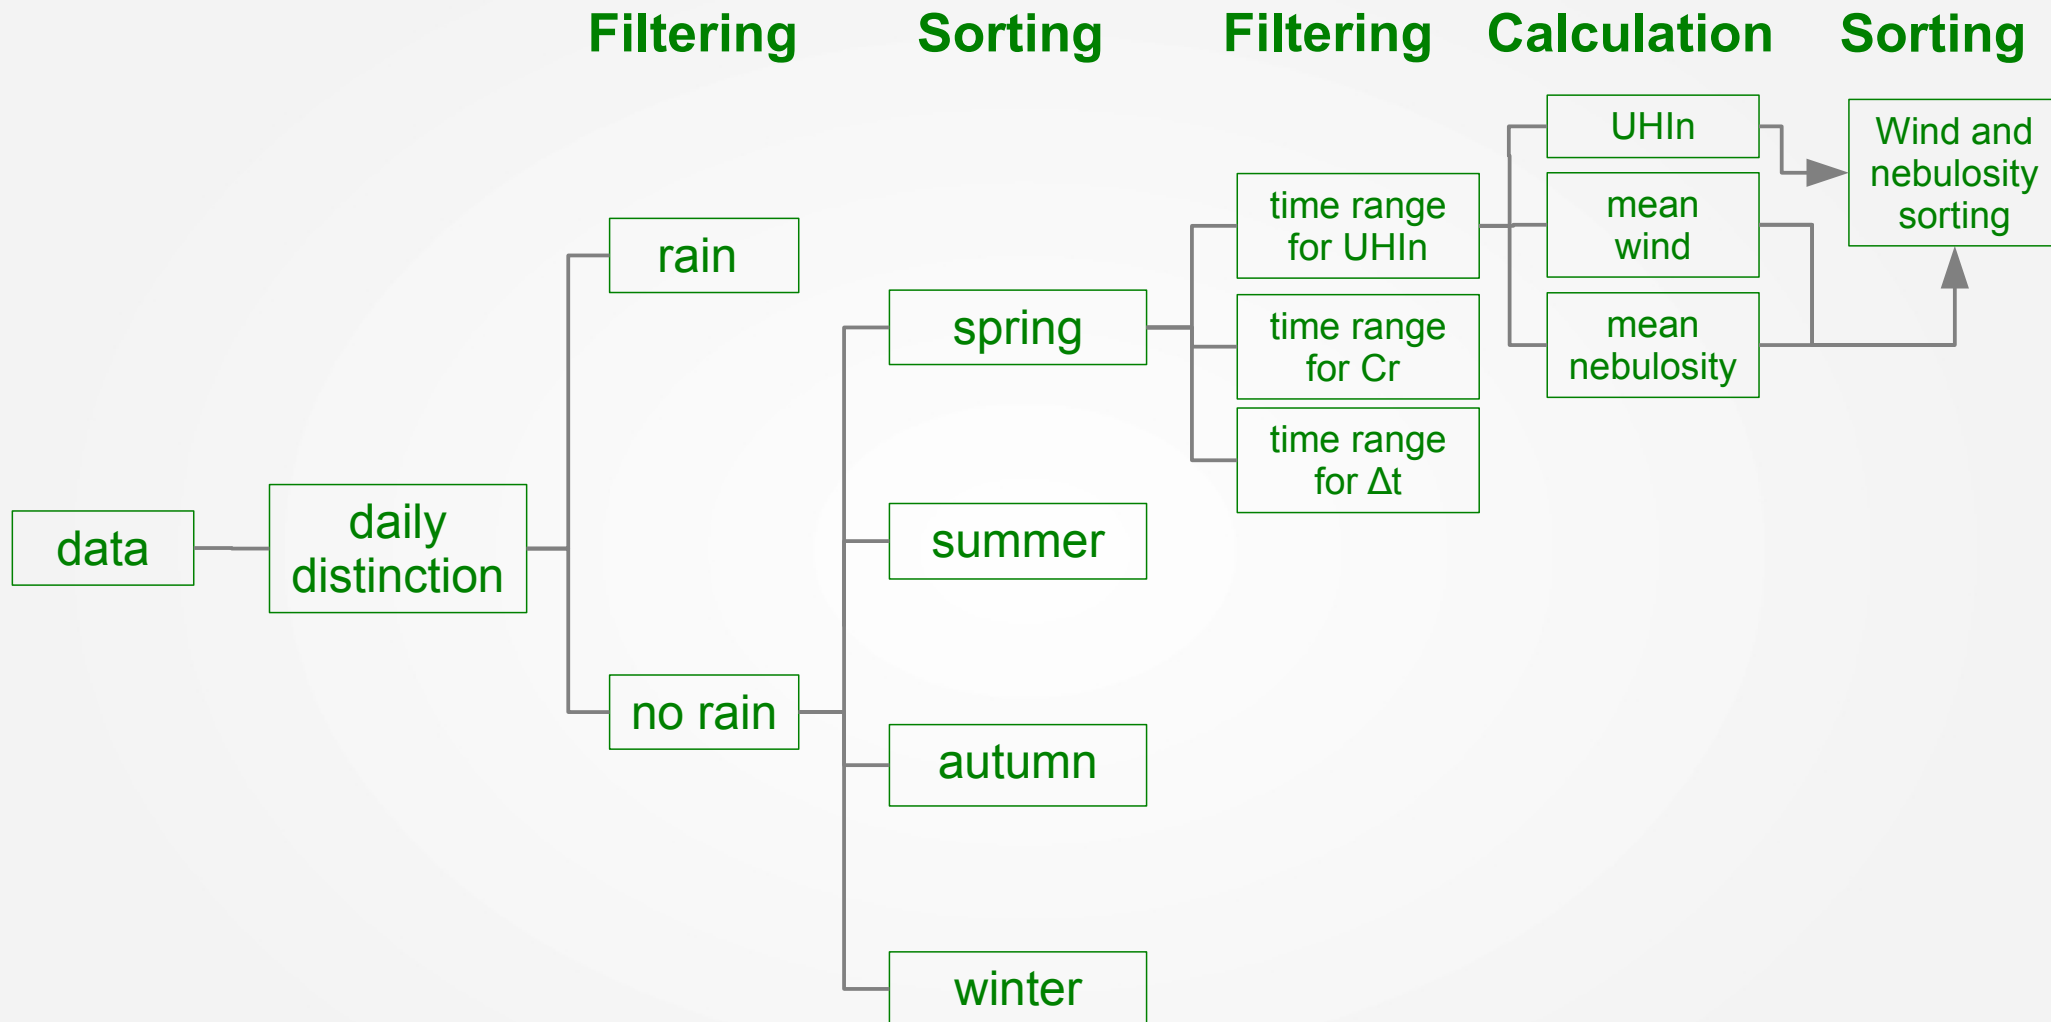 Filtering
Sorting
Filtering
Calculation
Sorting
data
daily
distinction
rain
no rain
spring
summer
autumn
winter
time range
for UHIn
time range
for Cr
time range
for Δt
UHIn
mean
wind
mean
nebulosity
Wind and
nebulosity
sorting